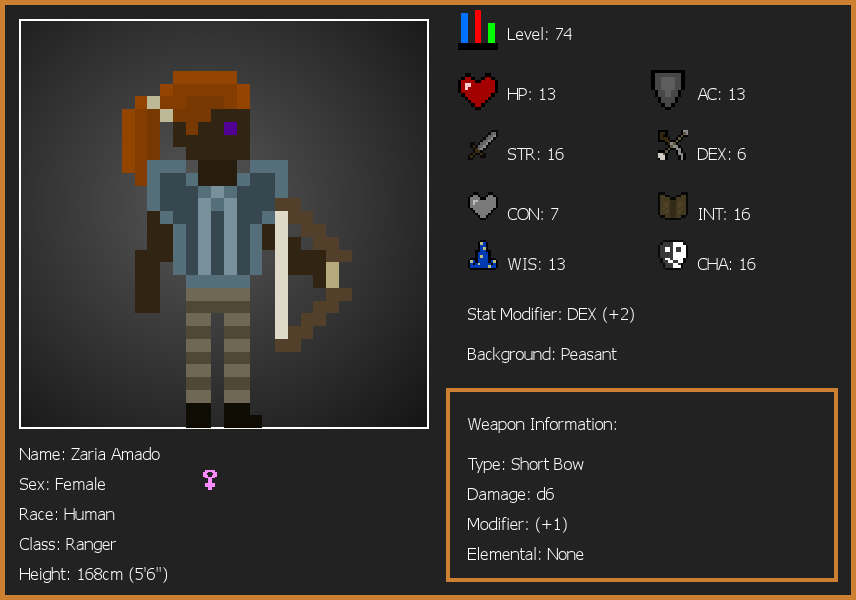 Level: 74
HP: 13
AC: 13
STR: 16
DEX: 6
CON: 7
INT: 16
WIS: 13
CHA: 16
Stat Modifier: DEX (+2)
Background: Peasant
Weapon Information:
Type: Short Bow
Damage: d6
Modifier: (+1)
Elemental: None
Name: Zaria Amado
Sex: Female
Race: Human
Class: Ranger
Height: 168cm (5'6")